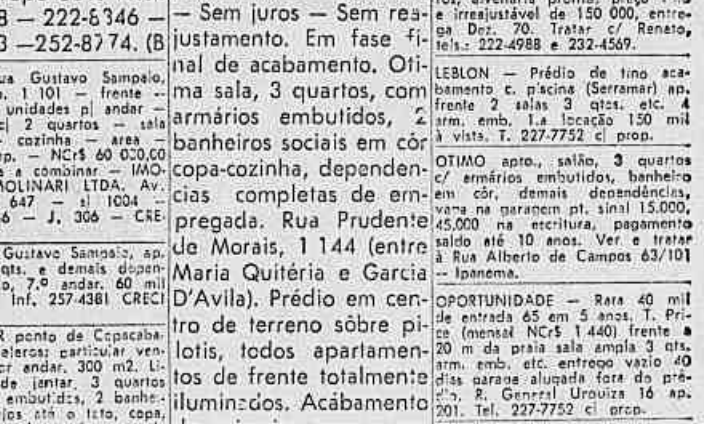 8 — 222-8346 —
3 —252-8774. (B
Gustavo Sampaio,
1 101 — frente —
unidades p| andar —
c| 2 quartos — sala
cozinha — area —
— NCr$ 60 000,00
a combinar — IMO-
MOLINARI LTDA. Av.
647 — s| 1004 —
6 — J. 306 — CRE-
Gustavo Sampaio, ap.
qts. e demais depen-
7.º andar. 60 mil
Inf. 257-4381 CRECI
R ponto de Copacaba-
particular ven-
andar. 300 m2. Li-
de jantar. 3 quartos
embutidos, 2 banhe-
até o teto, copa,
— Sem juros — Sem rea-
justamento. Em fase fi-
nal de acabamento. Oti-
ma sala, 3 quartos, com
armários embutidos, 2
banheiros sociais em côr
copa-cozinha, dependen-
cias completas de em-
pregada. Rua Prudente
de Morais, 1 144 (entre
Maria Quitéria e Garcia
D'Avila). Prédio em cen-
tro de terreno sôbre pi-
lotis, todos apartamen-
tos de frente totalmente
iluminados. Acábamento
e irreajustável de 150 000, entre-
ga Dez. 70. Tratar c/ Renato,
tels.: 222-4988 e 232-4569.
LEBLON — Prédio de fino aca-
bamento c. piscina (Serramar) ap.
frente 2 salas 3 qtos. etc. 4
arm. emb. 1.a locação 150 mil
à vista. T. 227-7752 c| prop.
OTIMO apto., salão, 3 quartos
c/ armários embutidos, banheiro
em côr, demais dependências,
vaga na garagem pt. sinal 15.000,
45.000 na escritura, pagamento
saldo até 10 anos. Ver e tratar
à Rua Alberto de Campos 63/101
— Ipanema.
OPORTUNIDADE — Rara 40 mil
de entrada 65 em 5 anos. T. Pri-
ce (mensal NCr$ 1 440) frente a
20 m da praia sala ampla 3 qts.
arm. emb. etc. entrego vazio 40
dias garage alugada fora do pré-
dio. R. General Urquiza 16 ap.
201. Tel. 227-7752 c| prop.